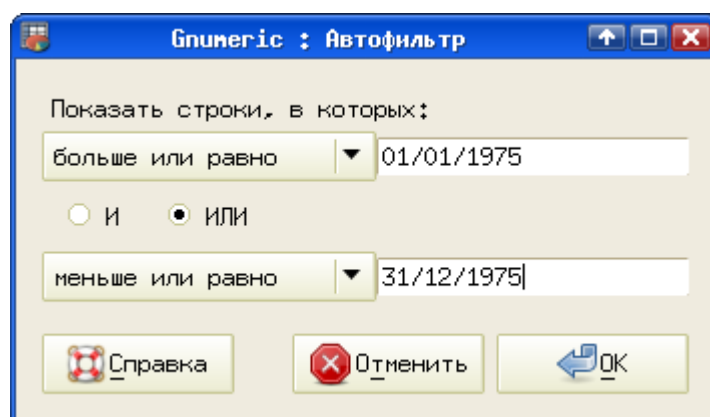 Gnumeric : Автофильтр
Показать строки, в которых:
больше или равно 01/01/1975
И ИЛИ
меньше или равно 31/12/1975
Справка Отменить OK